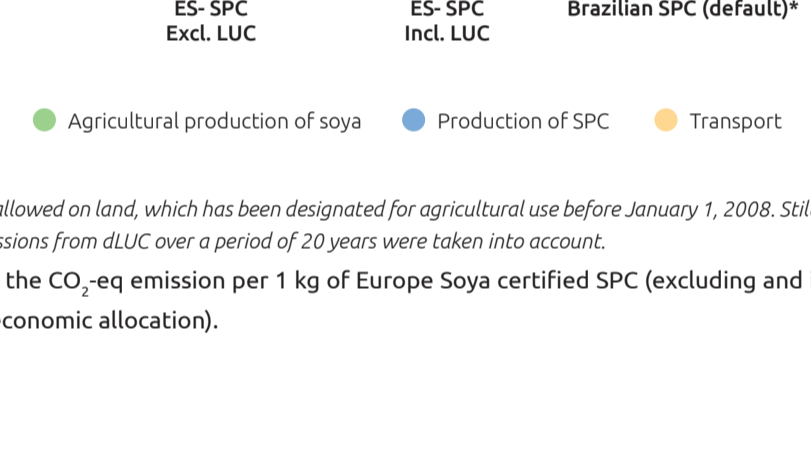 ES- SPC
Excl. LUC
ES- SPC
Incl. LUC
Brazilian SPC (default)*
Agricultural production of soya
Production of SPC
Transport
allowed on land, which has been designated for agricultural use before January 1, 2008.
from dLUC over a period of 20 years were taken into account.
the CO₂-eq emission per 1 kg of Europe Soya certified SPC (excluding and
allocation).